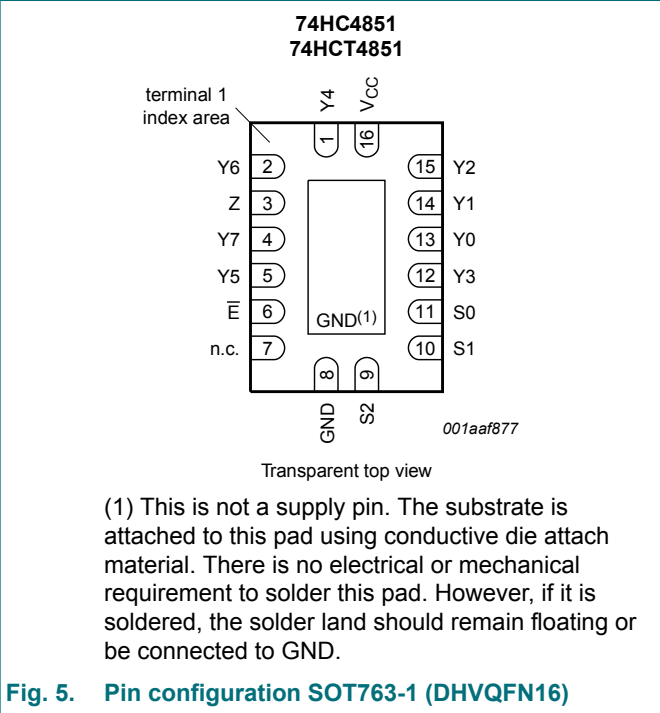 74HC4851
74HCT4851
terminal 1
index area
Y4
VCC
1
16
Y6 2
15 Y2
Z 3
14 Y1
Y7 4
13 Y0
Y5 5
12 Y3
E̅ 6
11 S0
n.c. 7
10 S1
GND(1)
8
9
GND
S2
001aaf877
Transparent top view
(1) This is not a supply pin. The substrate is
attached to this pad using conductive die attach
material. There is no electrical or mechanical
requirement to solder this pad. However, if it is
soldered, the solder land should remain floating or
be connected to GND.
Fig. 5. Pin configuration SOT763-1 (DHVQFN16)